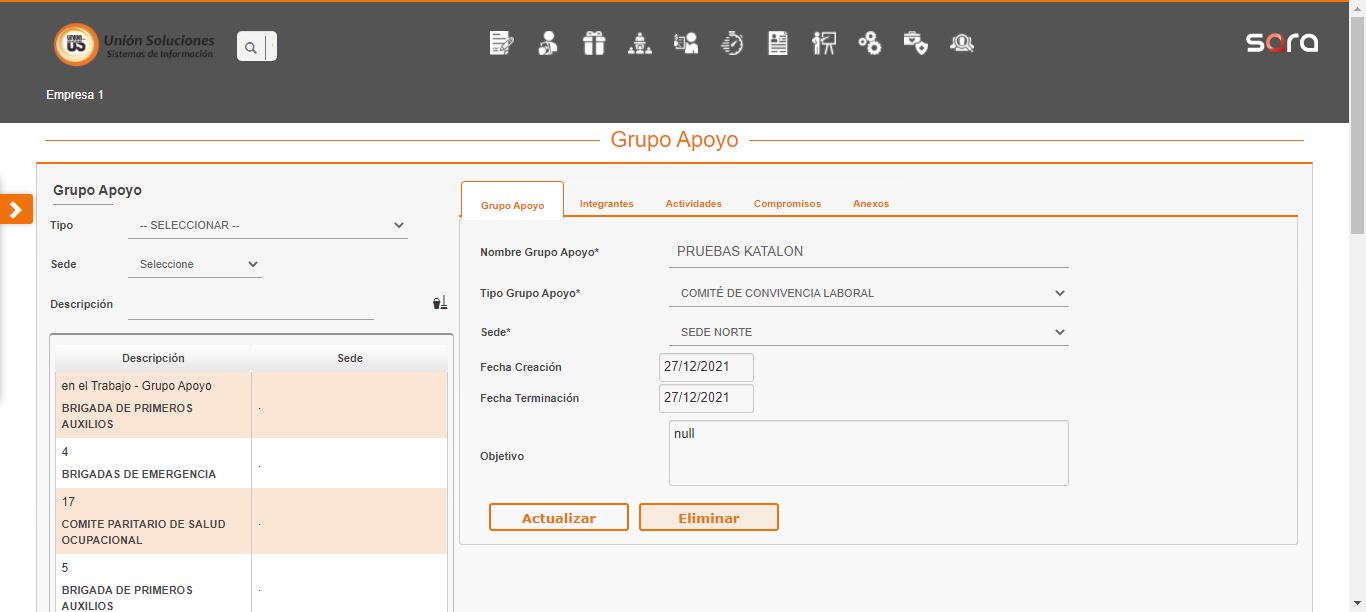 UNION
US
Unión Soluciones
Sistemas de Información
sara
Empresa 1
Grupo Apoyo
Grupo Apoyo
Tipo
-- SELECCIONAR --
Sede
Seleccione
Descripción
Descripción
Sede
en el Trabajo - Grupo Apoyo
BRIGADA DE PRIMEROS
AUXILIOS
.
4
BRIGADAS DE EMERGENCIA
.
17
COMITE PARITARIO DE SALUD
OCUPACIONAL
.
5
BRIGADA DE PRIMEROS
AUXILIOS
.
Grupo Apoyo
Integrantes
Actividades
Compromisos
Anexos
Nombre Grupo Apoyo*
PRUEBAS KATALON
Tipo Grupo Apoyo*
COMITÉ DE CONVIVENCIA LABORAL
Sede*
SEDE NORTE
Fecha Creación
27/12/2021
Fecha Terminación
27/12/2021
Objetivo
null
Actualizar
Eliminar